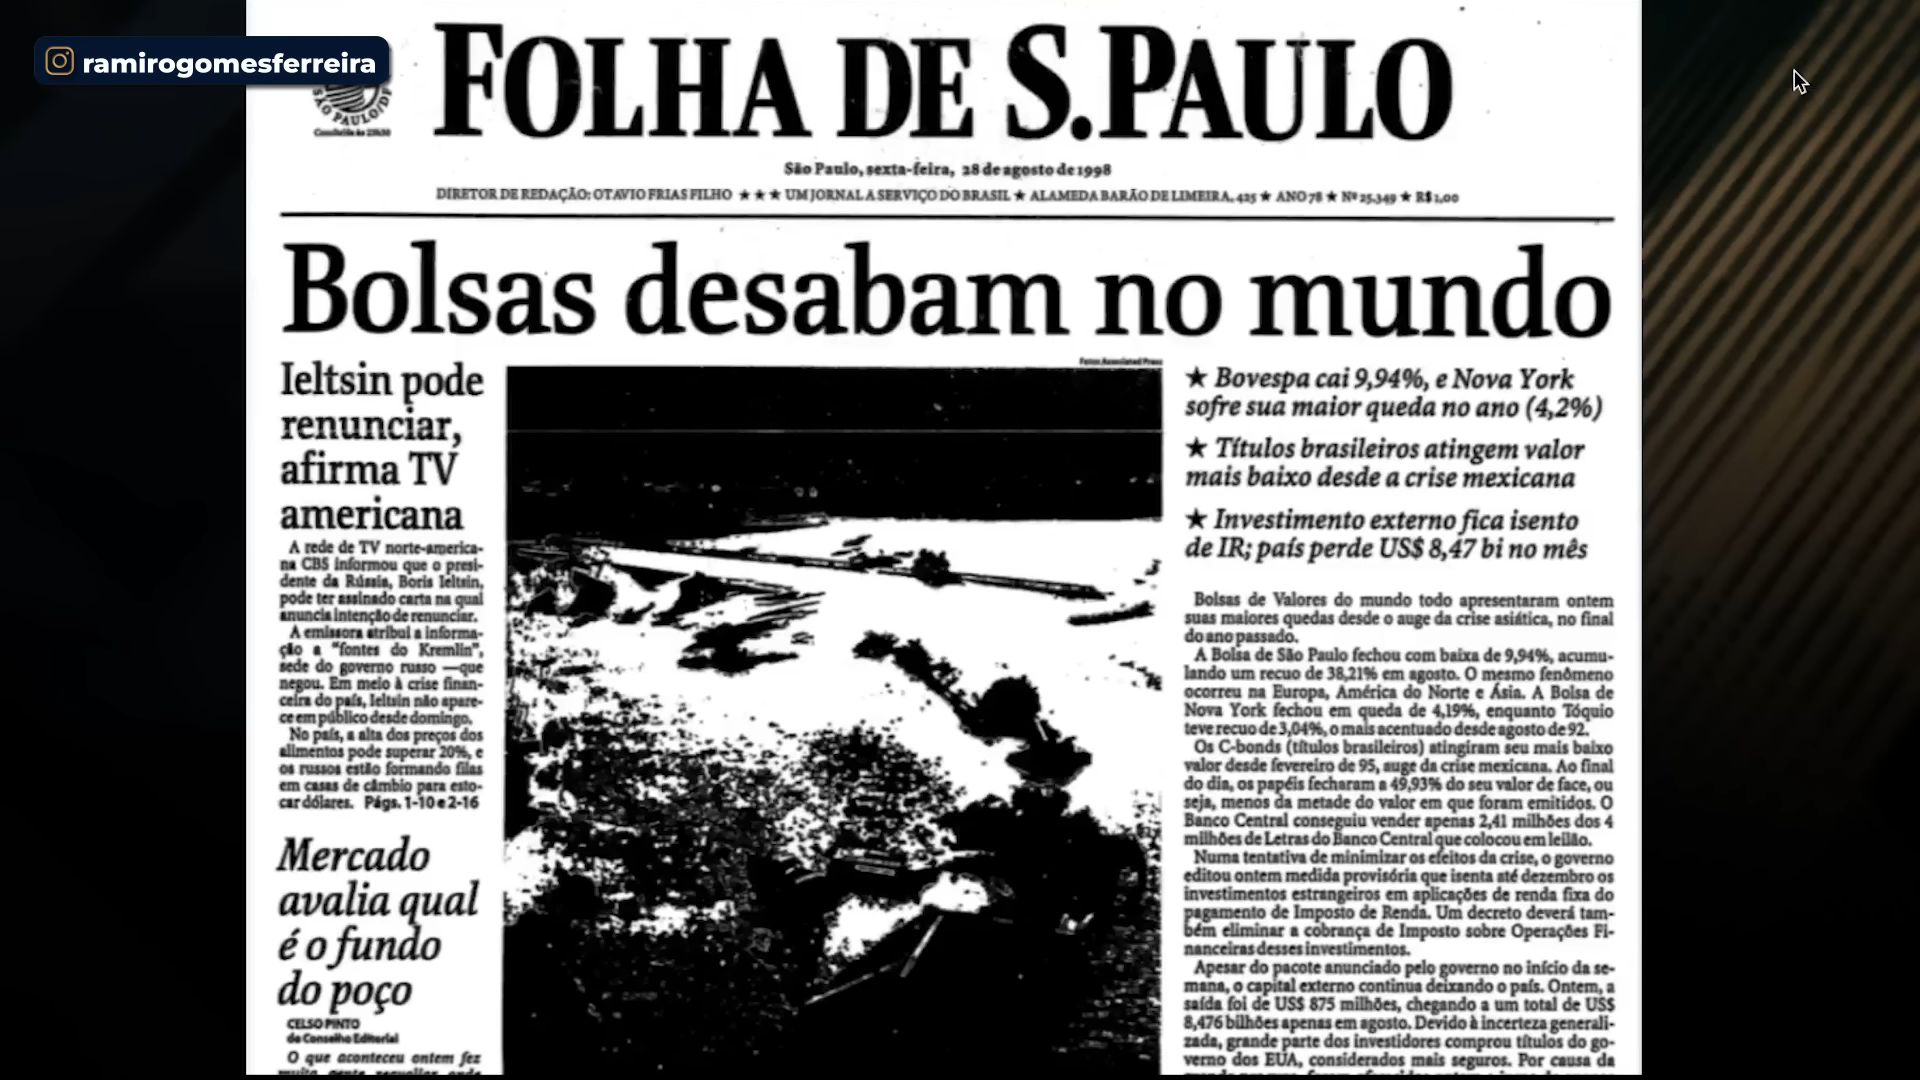 ramirogomesferreira
FOLHA DE S.PAULO
SÃO PAULO/DF
São Paulo, sexta-feira, 28 de agosto de 1998
DIRETOR DE REDAÇÃO: OTAVIO FRIAS FILHO ★ ★ ★ UM JORNAL A SERVIÇO DO BRASIL ★ ALAMEDA BARÃO DE LIMEIRA, 425 ★ ANO 78 ★ Nº 25.349 ★ R$ 1,00
Bolsas desabam no mundo
Ieltsin pode
renunciar,
afirma TV
americana
A rede de TV norte-america-
na CBS informou que o presi-
dente da Rússia, Boris Ieltsin,
pode ter assinado carta na qual
anuncia intenção de renunciar.
A emissora atribui a informa-
ção a "fontes do Kremlin",
sede do governo russo —que
negou. Em meio à crise finan-
ceira do país, Ieltsin não apare-
ce em público desde domingo.
No país, a alta dos preços dos
alimentos pode superar 20%, e
os russos estão formando filas
em casas de câmbio para esto-
car dólares. Págs. 1-10 e 2-16
Mercado
avalia qual
é o fundo
do poço
CELSO PINTO
do Conselho Editorial
O que aconteceu ontem fez
Fotos Associated Press
★ Bovespa cai 9,94%, e Nova York
sofre sua maior queda no ano (4,2%)
★ Títulos brasileiros atingem valor
mais baixo desde a crise mexicana
★ Investimento externo fica isento
de IR; país perde US$ 8,47 bi no mês
Bolsas de Valores do mundo todo apresentaram ontem
suas maiores quedas desde o auge da crise asiática, no final
do ano passado.
A Bolsa de São Paulo fechou com baixa de 9,94%, acumu-
lando um recuo de 38,21% em agosto. O mesmo fenômeno
ocorreu na Europa, América do Norte e Ásia. A Bolsa de
Nova York fechou em queda de 4,19%, enquanto Tóquio
teve recuo de 3,04%, o mais acentuado desde agosto de 92.
Os C-bonds (títulos brasileiros) atingiram seu mais baixo
valor desde fevereiro de 95, auge da crise mexicana. Ao final
do dia, os papéis fecharam a 49,93% do seu valor de face, ou
seja, menos da metade do valor em que foram emitidos. O
Banco Central conseguiu vender apenas 2,41 milhões dos 4
milhões de Letras do Banco Central que colocou em leilão.
Numa tentativa de minimizar os efeitos da crise, o governo
editou ontem medida provisória que isenta até dezembro os
investimentos estrangeiros em aplicações de renda fixa do
pagamento de Imposto de Renda. Um decreto deverá tam-
bém eliminar a cobrança de Imposto sobre Operações Fi-
nanceiras desses investimentos.
Apesar do pacote anunciado pelo governo no início da se-
mana, o capital externo continua deixando o país. Ontem, a
saída foi de US$ 875 milhões, chegando a um total de US$
8,476 bilhões apenas em agosto. Devido à incerteza generali-
zada, grande parte dos investidores comprou títulos do go-
verno dos EUA, considerados mais seguros. Por causa da